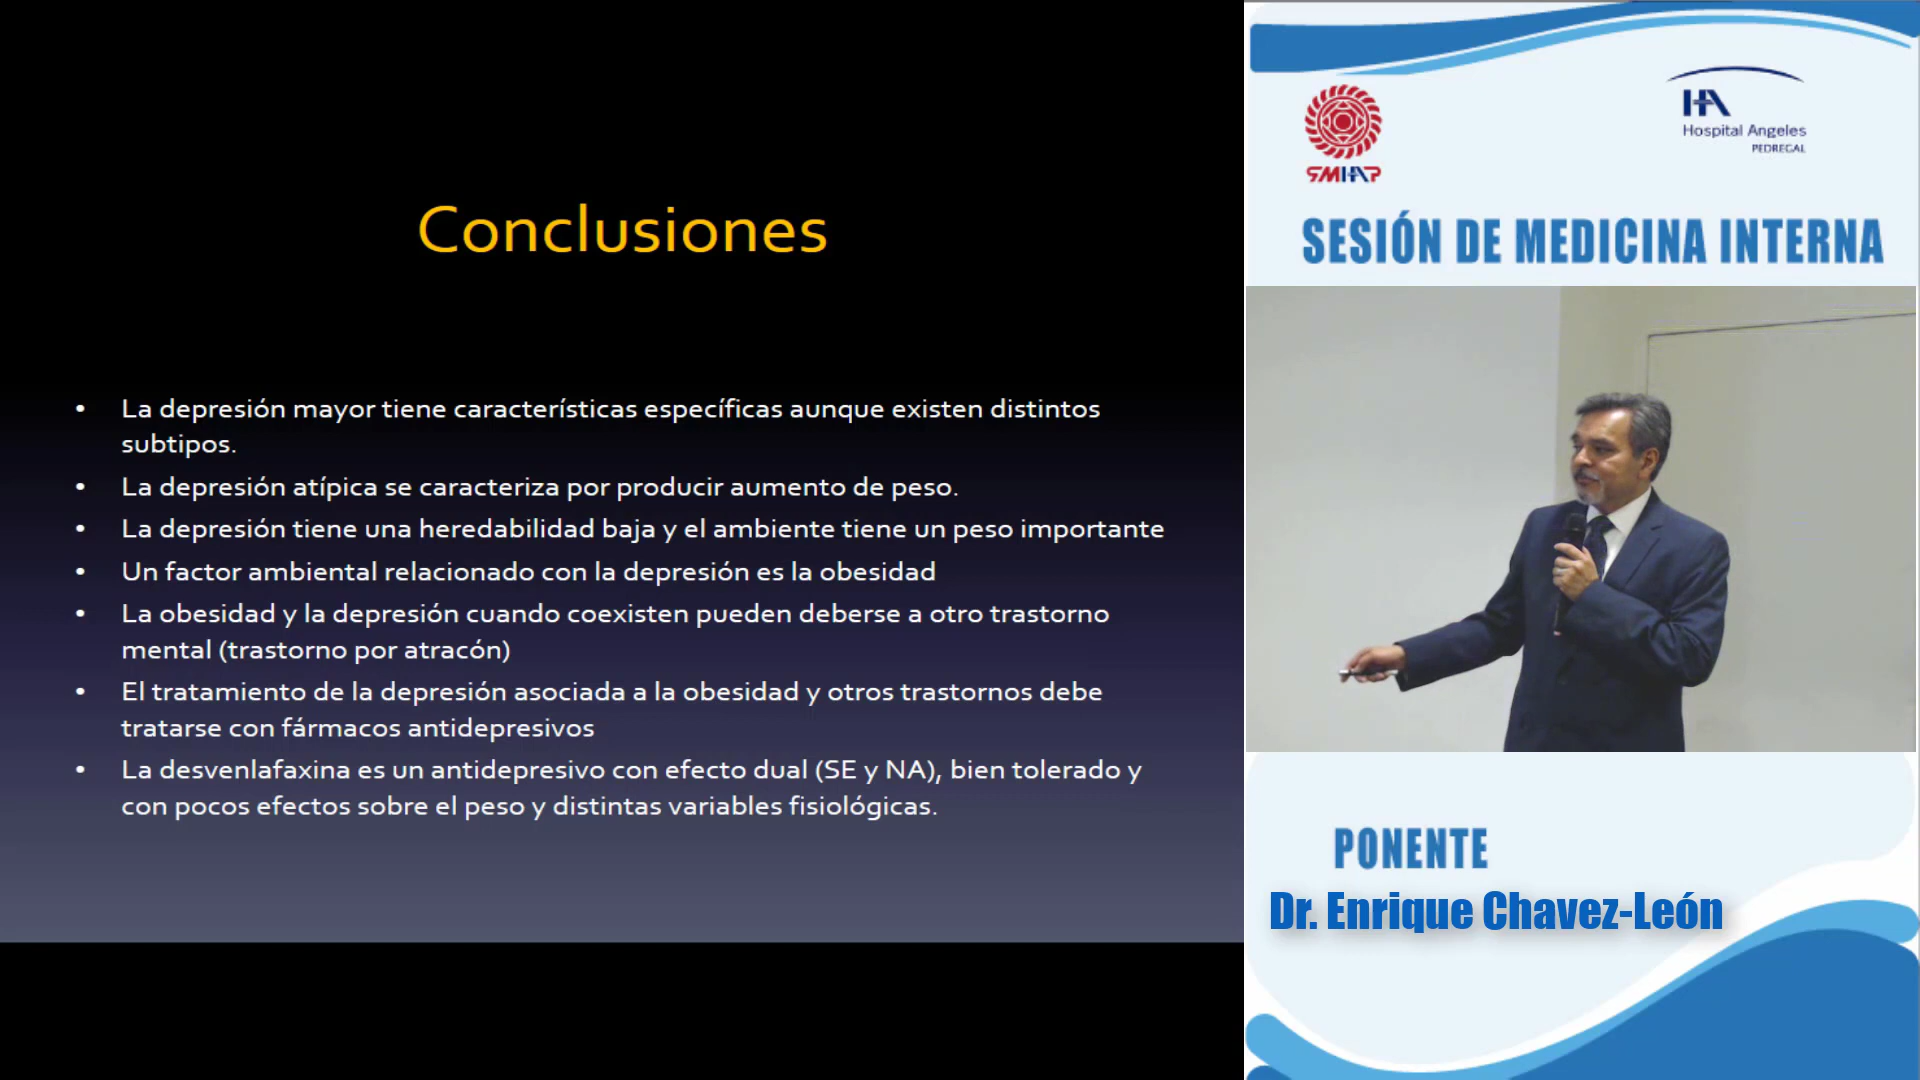 Conclusiones
• La depresión mayor tiene características específicas aunque existen distintos
subtipos.
• La depresión atípica se caracteriza por producir aumento de peso.
• La depresión tiene una heredabilidad baja y el ambiente tiene un peso importante
• Un factor ambiental relacionado con la depresión es la obesidad
• La obesidad y la depresión cuando coexisten pueden deberse a otro trastorno
mental (trastorno por atracón)
• El tratamiento de la depresión asociada a la obesidad y otros trastornos debe
tratarse con fármacos antidepresivos
• La desvenlafaxina es un antidepresivo con efecto dual (SE y NA), bien tolerado y
con pocos efectos sobre el peso y distintas variables fisiológicas.
SMIHAP
HA
Hospital Angeles
PEDREGAL
SESIÓN DE MEDICINA INTERNA
PONENTE
Dr. Enrique Chavez-León